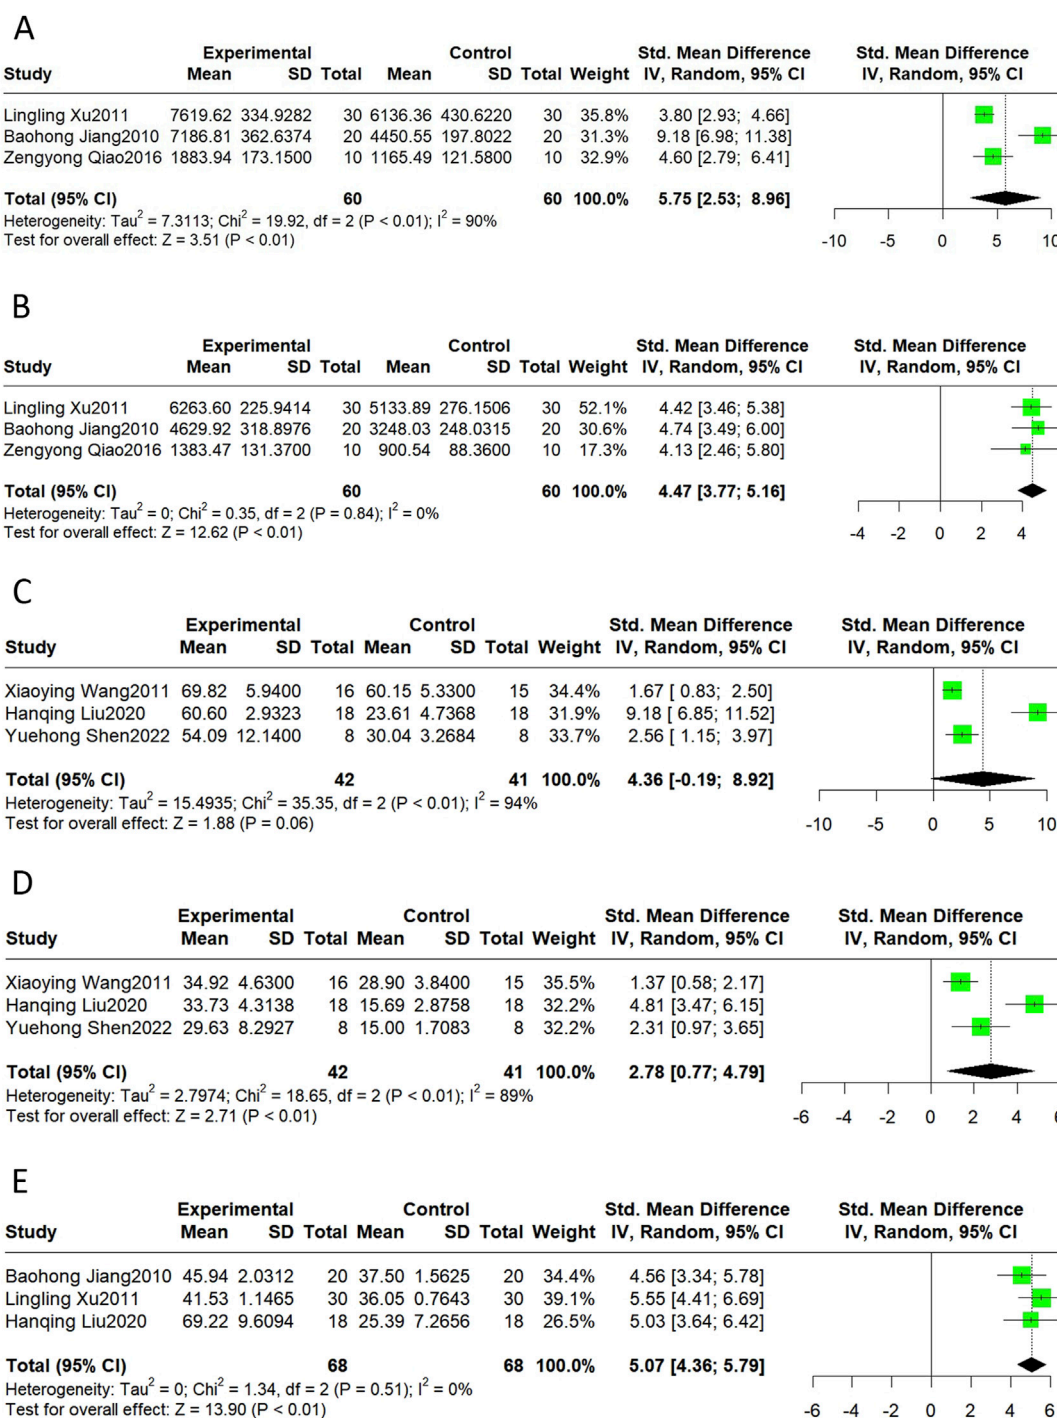 A
Experimental Control Std. Mean Difference Std. Mean Difference
Study Mean SD Total Mean SD Total Weight IV, Random, 95% CI IV, Random, 95% CI
Lingling Xu2011 7619.62 334.9282 30 6136.36 430.6220 30 35.8% 3.80 [2.93; 4.66]
Baohong Jiang2010 7186.81 362.6374 20 4450.55 197.8022 20 31.3% 9.18 [6.98; 11.38]
Zengyong Qiao2016 1883.94 173.1500 10 1165.49 121.5800 10 32.9% 4.60 [2.79; 6.41]
Total (95% CI) 60 60 100.0% 5.75 [2.53; 8.96]
Heterogeneity: Tau² = 7.3113; Chi² = 19.92, df = 2 (P < 0.01); I² = 90%
Test for overall effect: Z = 3.51 (P < 0.01)
-10 -5 0 5 10
B
Experimental Control Std. Mean Difference Std. Mean Difference
Study Mean SD Total Mean SD Total Weight IV, Random, 95% CI IV, Random, 95% CI
Lingling Xu2011 6263.60 225.9414 30 5133.89 276.1506 30 52.1% 4.42 [3.46; 5.38]
Baohong Jiang2010 4629.92 318.8976 20 3248.03 248.0315 20 30.6% 4.74 [3.49; 6.00]
Zengyong Qiao2016 1383.47 131.3700 10 900.54 88.3600 10 17.3% 4.13 [2.46; 5.80]
Total (95% CI) 60 60 100.0% 4.47 [3.77; 5.16]
Heterogeneity: Tau² = 0; Chi² = 0.35, df = 2 (P = 0.84); I² = 0%
Test for overall effect: Z = 12.62 (P < 0.01)
-4 -2 0 2 4
C
Experimental Control Std. Mean Difference Std. Mean Difference
Study Mean SD Total Mean SD Total Weight IV, Random, 95% CI IV, Random, 95% CI
Xiaoying Wang2011 69.82 5.9400 16 60.15 5.3300 15 34.4% 1.67 [ 0.83; 2.50]
Hanqing Liu2020 60.60 2.9323 18 23.61 4.7368 18 31.9% 9.18 [ 6.85; 11.52]
Yuehong Shen2022 54.09 12.1400 8 30.04 3.2684 8 33.7% 2.56 [ 1.15; 3.97]
Total (95% CI) 42 41 100.0% 4.36 [-0.19; 8.92]
Heterogeneity: Tau² = 15.4935; Chi² = 35.35, df = 2 (P < 0.01); I² = 94%
Test for overall effect: Z = 1.88 (P = 0.06)
-10 -5 0 5 10
D
Experimental Control Std. Mean Difference Std. Mean Difference
Study Mean SD Total Mean SD Total Weight IV, Random, 95% CI IV, Random, 95% CI
Xiaoying Wang2011 34.92 4.6300 16 28.90 3.8400 15 35.5% 1.37 [0.58; 2.17]
Hanqing Liu2020 33.73 4.3138 18 15.69 2.8758 18 32.2% 4.81 [3.47; 6.15]
Yuehong Shen2022 29.63 8.2927 8 15.00 1.7083 8 32.2% 2.31 [0.97; 3.65]
Total (95% CI) 42 41 100.0% 2.78 [0.77; 4.79]
Heterogeneity: Tau² = 2.7974; Chi² = 18.65, df = 2 (P < 0.01); I² = 89%
Test for overall effect: Z = 2.71 (P < 0.01)
-6 -4 -2 0 2 4 6
E
Experimental Control Std. Mean Difference Std. Mean Difference
Study Mean SD Total Mean SD Total Weight IV, Random, 95% CI IV, Random, 95% CI
Baohong Jiang2010 45.94 2.0312 20 37.50 1.5625 20 34.4% 4.56 [3.34; 5.78]
Lingling Xu2011 41.53 1.1465 30 36.05 0.7643 30 39.1% 5.55 [4.41; 6.69]
Hanqing Liu2020 69.22 9.6094 18 25.39 7.2656 18 26.5% 5.03 [3.64; 6.42]
Total (95% CI) 68 68 100.0% 5.07 [4.36; 5.79]
Heterogeneity: Tau² = 0; Chi² = 1.34, df = 2 (P = 0.51); I² = 0%
Test for overall effect: Z = 13.90 (P < 0.01)
-6 -4 -2 0 2 4 6